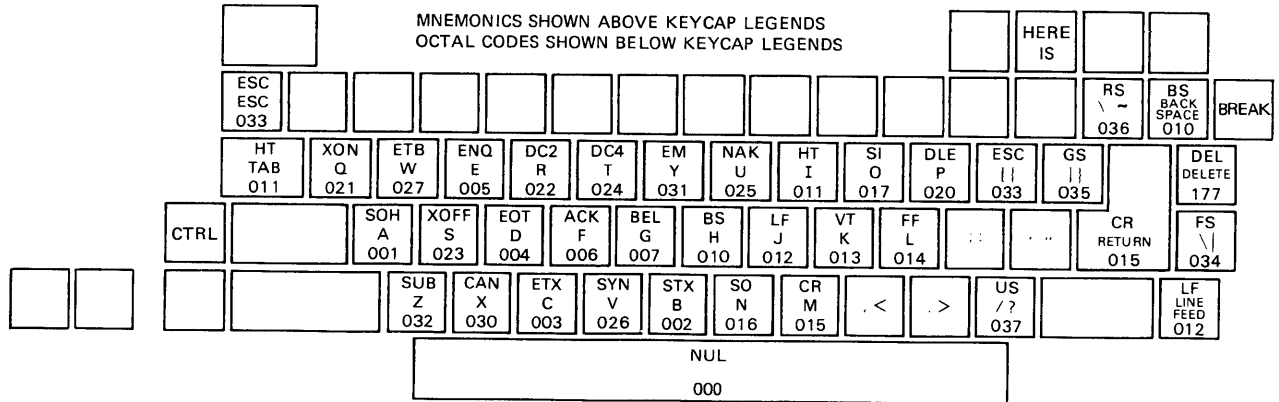 MNEMONICS SHOWN ABOVE KEYCAP LEGENDS
OCTAL CODES SHOWN BELOW KEYCAP LEGENDS
HERE
IS
ESC
ESC
033
RS
\ ~
036
BS
BACK
SPACE
010
BREAK
HT
TAB
011
XON
Q
021
ETB
W
027
ENQ
E
005
DC2
R
022
DC4
T
024
EM
Y
031
NAK
U
025
HT
I
011
SI
O
017
DLE
P
020
ESC
[{
033
GS
]}
035
DEL
DELETE
177
CTRL
SOH
A
001
XOFF
S
023
EOT
D
004
ACK
F
006
BEL
G
007
BS
H
010
LF
J
012
VT
K
013
FF
L
014
; :
' "
CR
RETURN
015
FS
\|
034
SUB
Z
032
CAN
X
030
ETX
C
003
SYN
V
026
STX
B
002
SO
N
016
CR
M
015
, <
. >
US
/ ?
037
LF
LINE
FEED
012
NUL
000